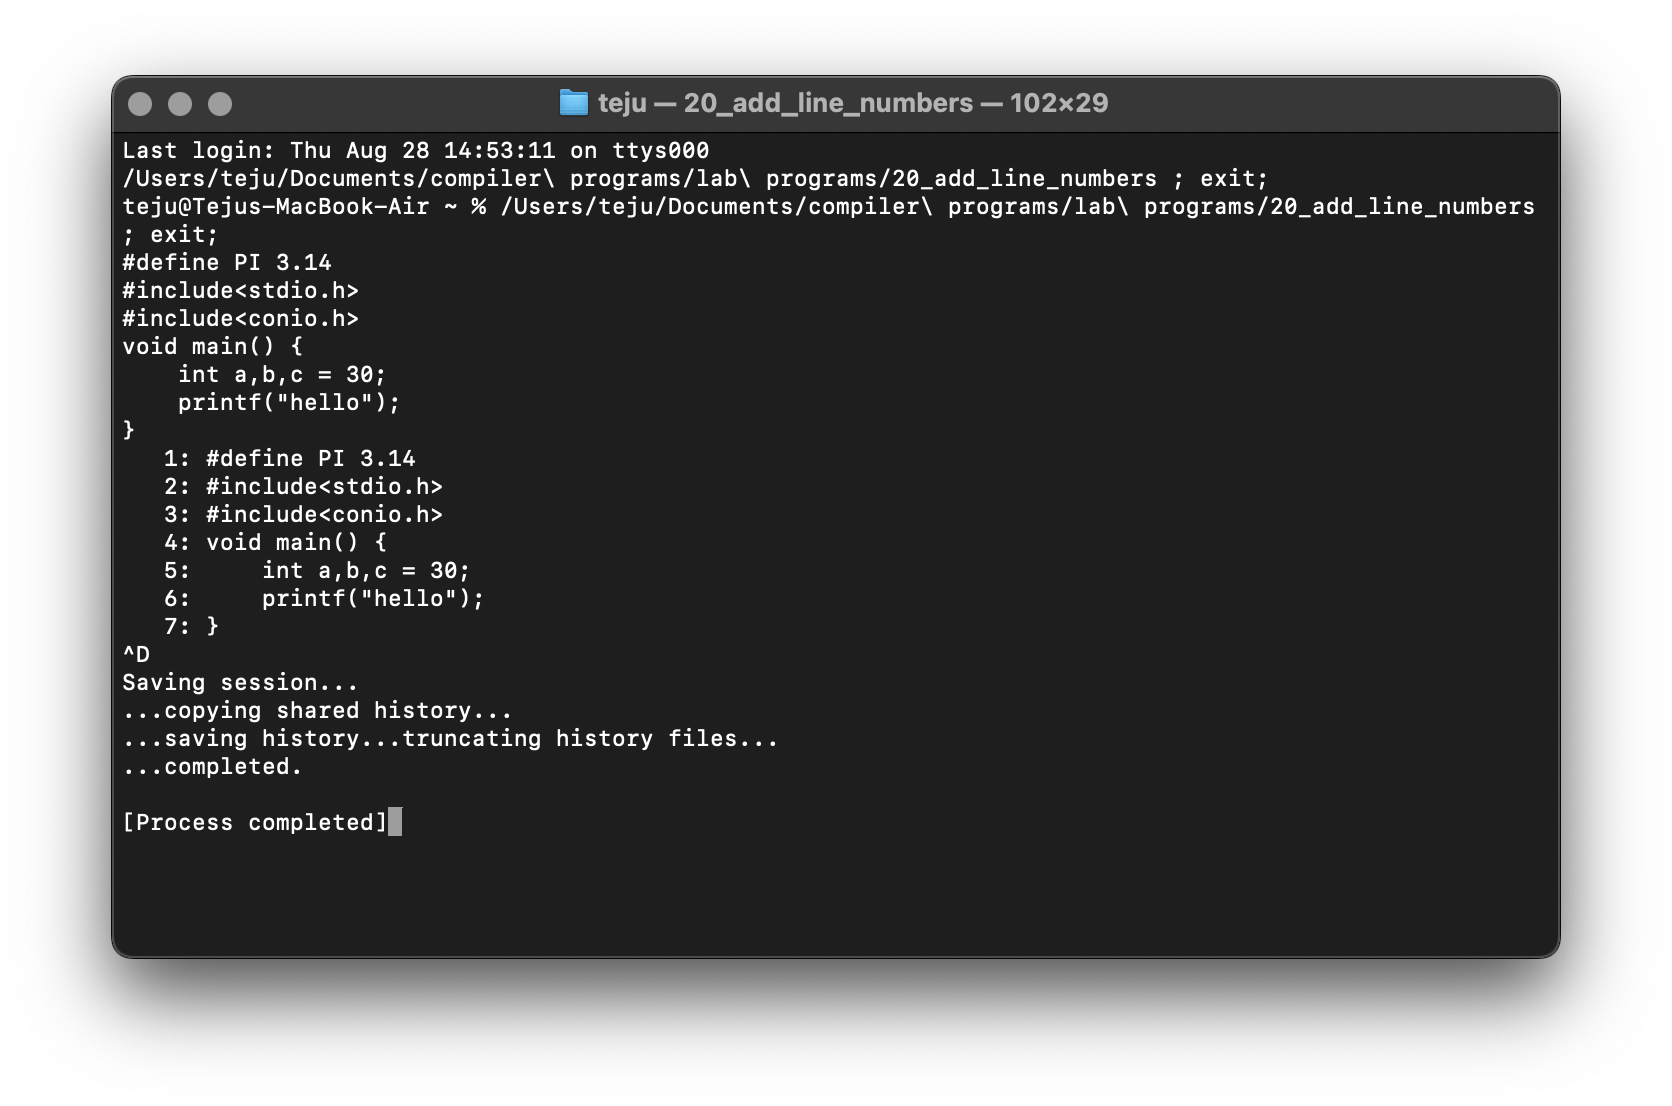 teju — 20_add_line_numbers — 102×29
Last login: Thu Aug 28 14:53:11 on ttys000
/Users/teju/Documents/compiler\ programs/lab\ programs/20_add_line_numbers ; exit;
teju@Tejus-MacBook-Air ~ % /Users/teju/Documents/compiler\ programs/lab\ programs/20_add_line_numbers
; exit;
#define PI 3.14
#include<stdio.h>
#include<conio.h>
void main() {
    int a,b,c = 30;
    printf("hello");
}
   1: #define PI 3.14
   2: #include<stdio.h>
   3: #include<conio.h>
   4: void main() {
   5:     int a,b,c = 30;
   6:     printf("hello");
   7: }
^D
Saving session...
...copying shared history...
...saving history...truncating history files...
...completed.
[Process completed]